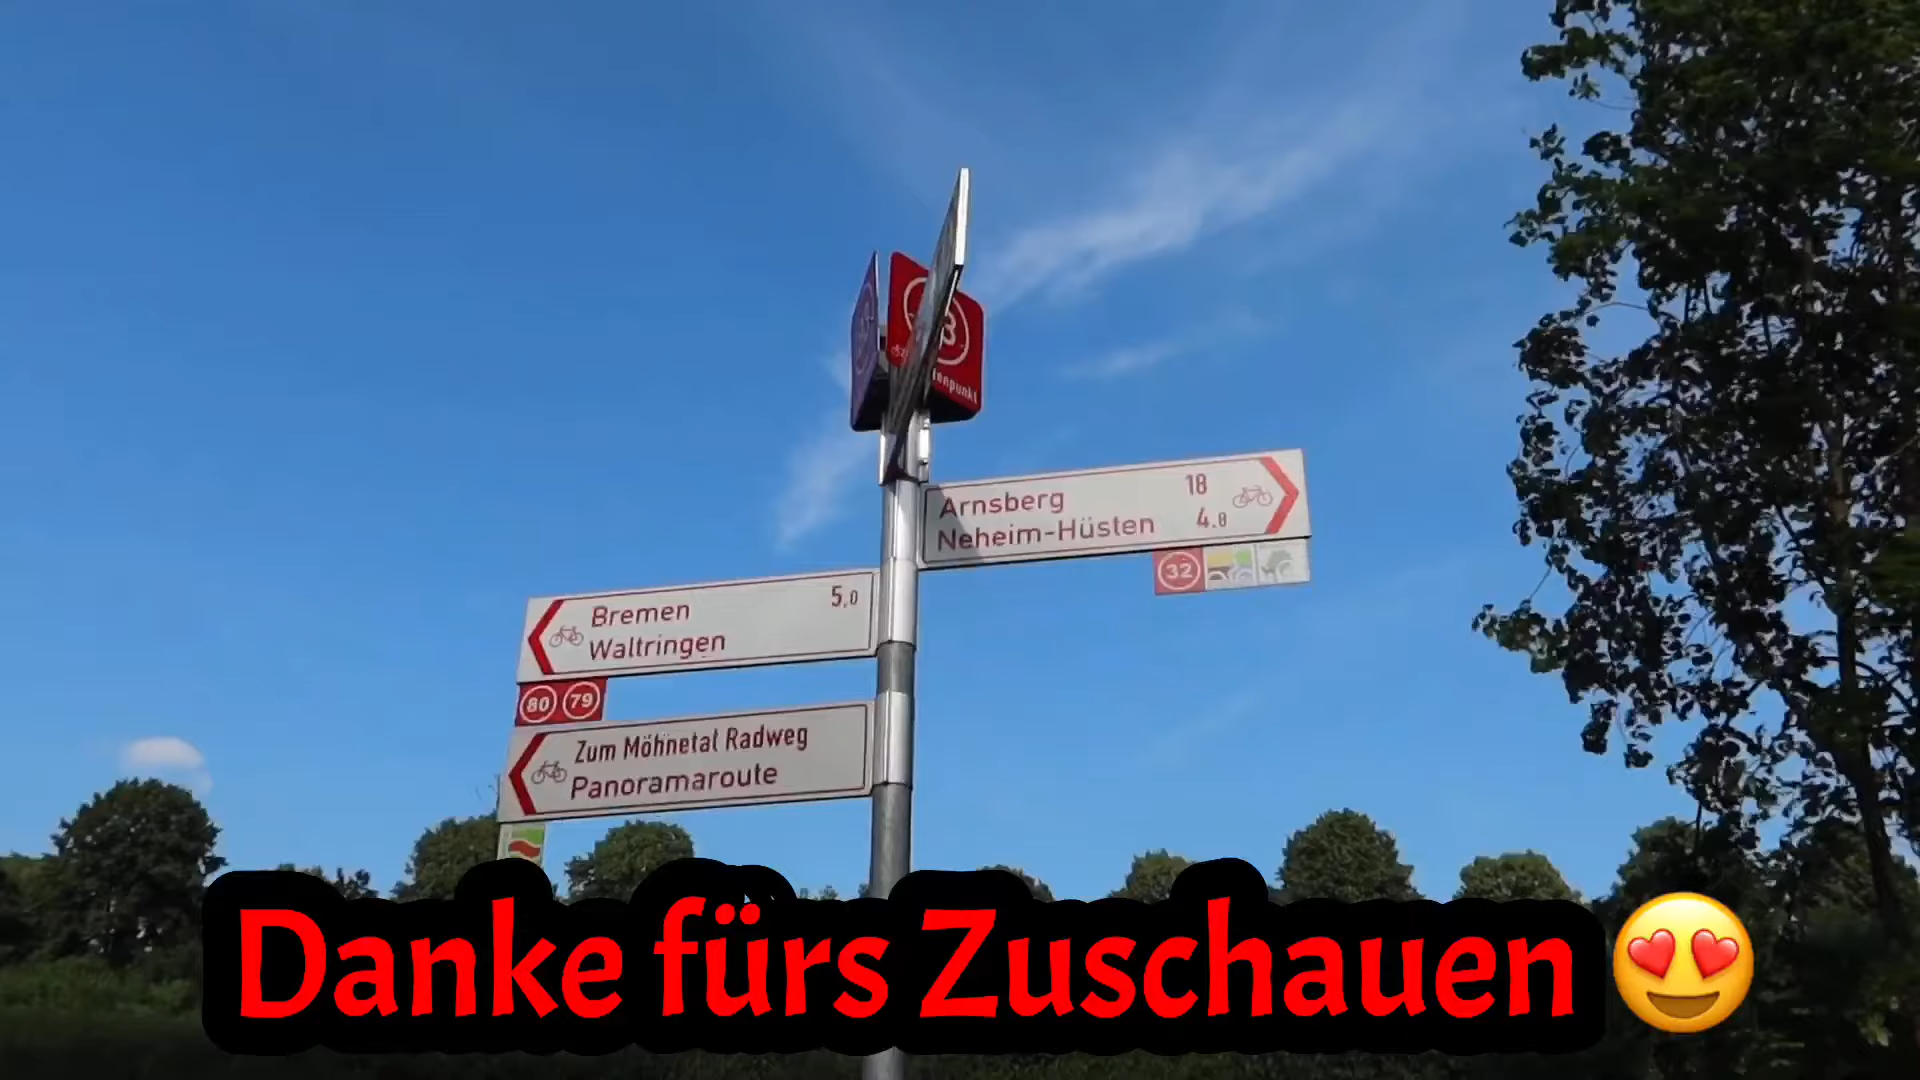 Arnsberg 18
Neheim-Hüsten 4.8
32
Bremen 5,0
Waltringen
80 79
Zum Möhnetal Radweg
Panoramaroute
Danke fürs Zuschauen 😍